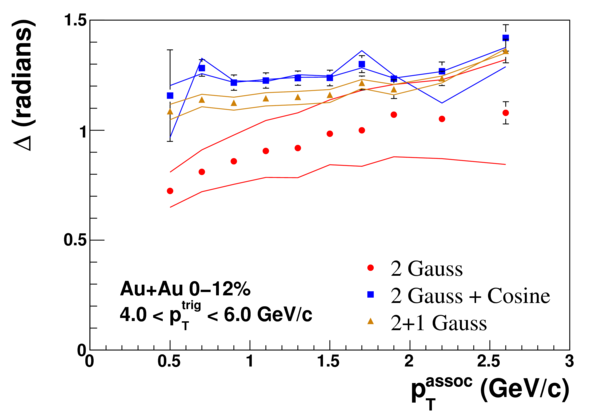 Δ (radians)
1.5
1
0.5
0
Au+Au 0–12%
4.0 < p_T^trig < 6.0 GeV/c
2 Gauss
2 Gauss + Cosine
2+1 Gauss
0 0.5 1 1.5 2 2.5 3
p_T^assoc (GeV/c)